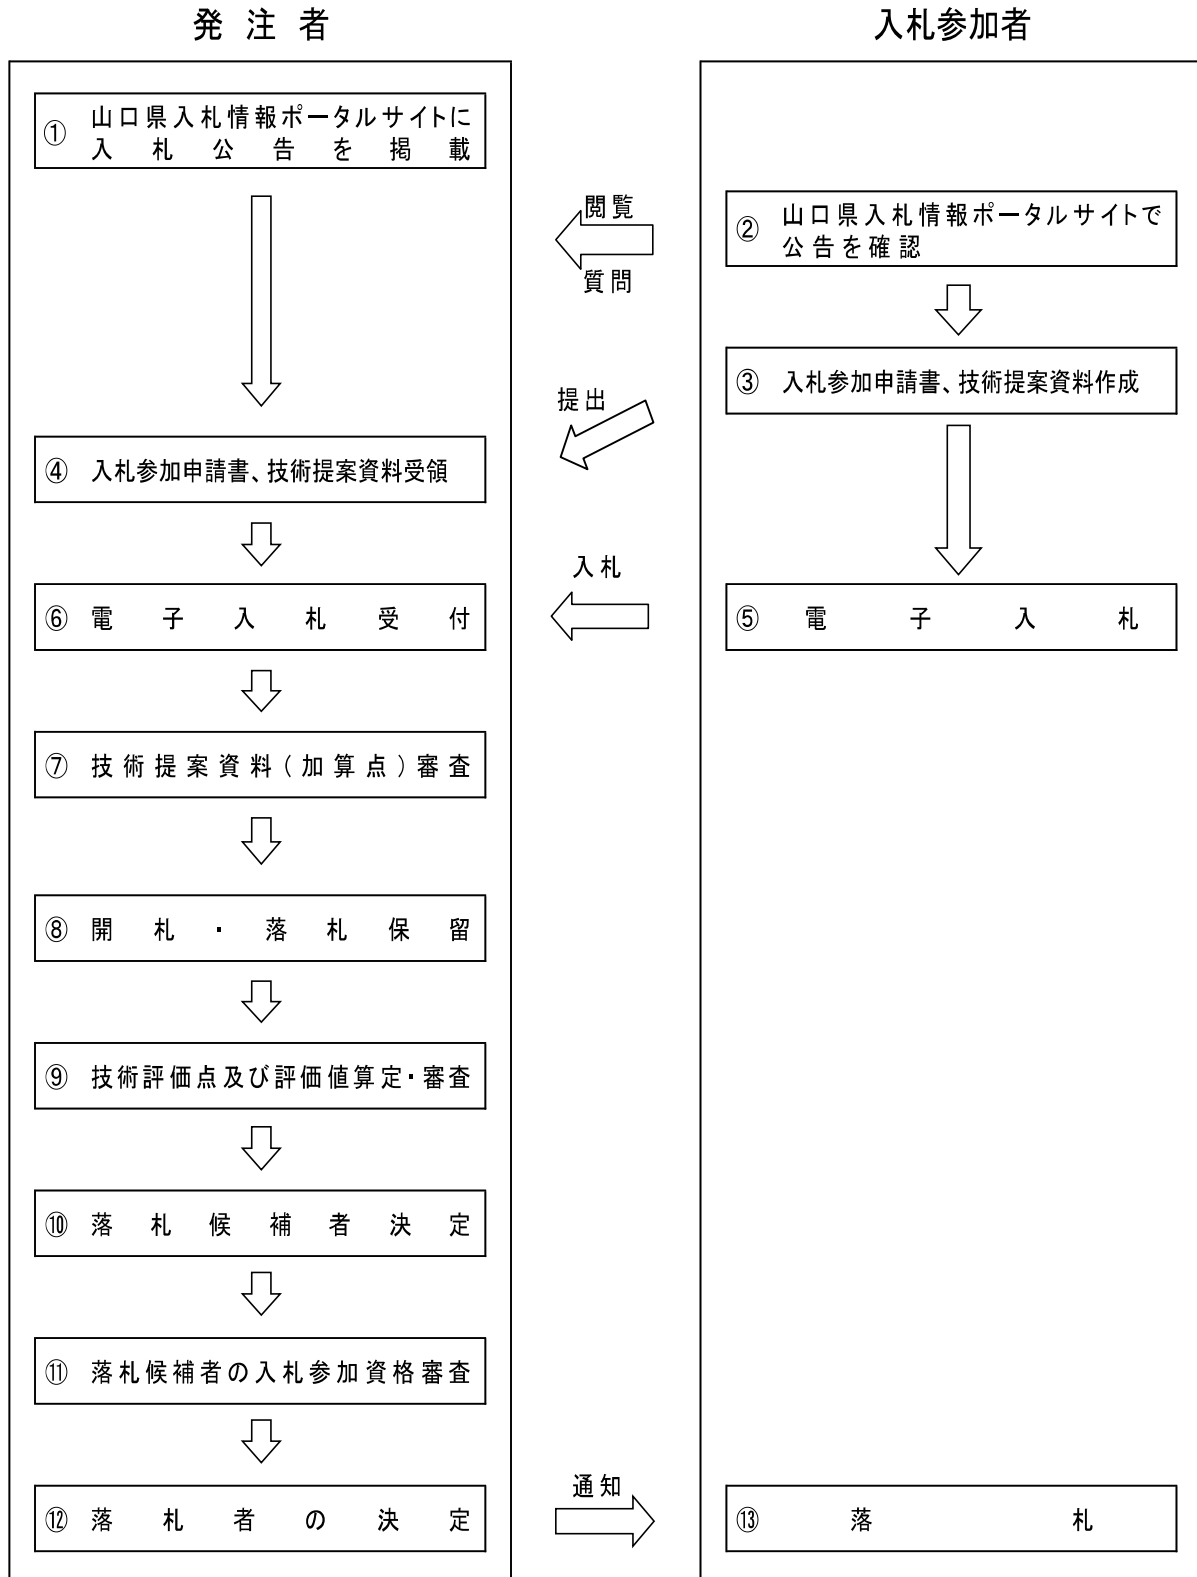 発注者
入札参加者
① 山口県入札情報ポータルサイトに
入札公告を掲載
閲覧
質問
② 山口県入札情報ポータルサイトで
公告を確認
③ 入札参加申請書、技術提案資料作成
提出
④ 入札参加申請書、技術提案資料受領
入札
⑥ 電子入札受付
⑤ 電子入札
⑦ 技術提案資料(加算点)審査
⑧ 開札・落札保留
⑨ 技術評価点及び評価値算定・審査
⑩ 落札候補者決定
⑪ 落札候補者の入札参加資格審査
通知
⑫ 落札者の決定
⑬ 落札